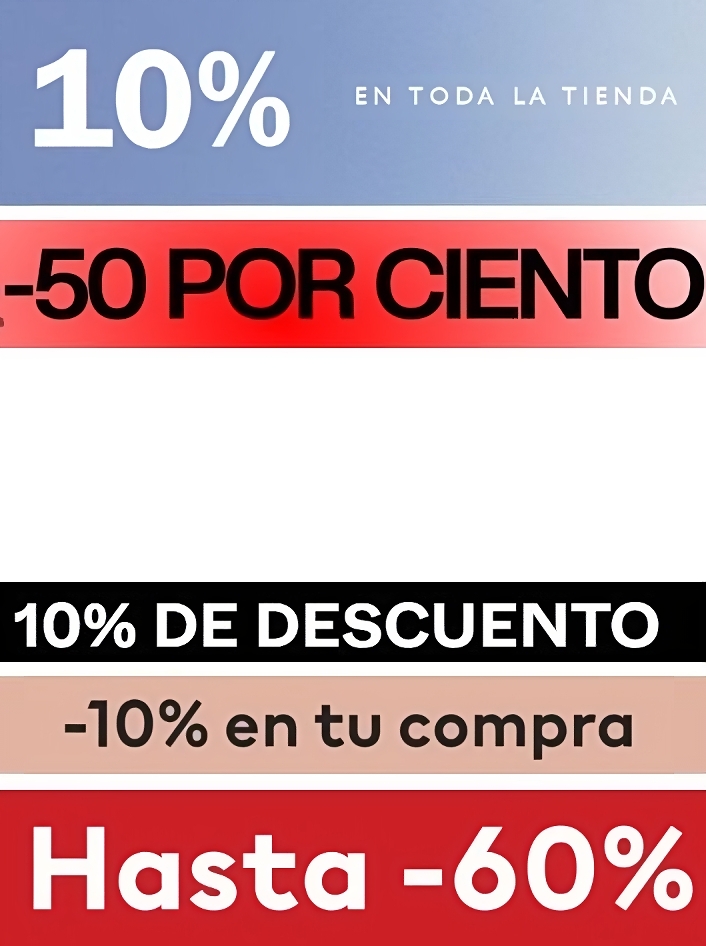 10% EN TODA LA TIENDA
-50 POR CIENTO
10% DE DESCUENTO
-10% en tu compra
Hasta -60%